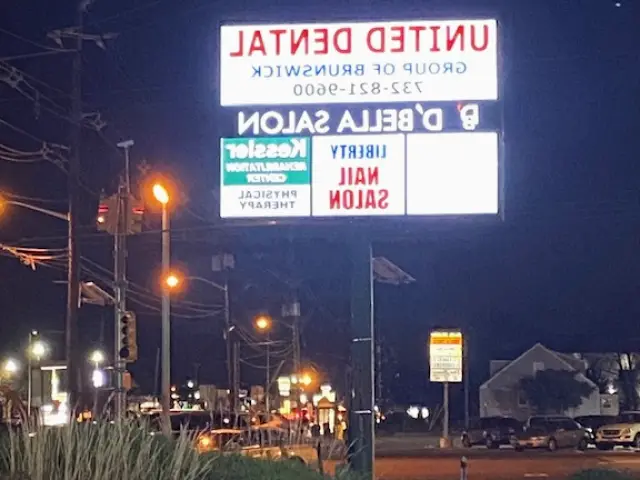 UNITED DENTAL
GROUP OF BRUNSWICK
732-821-9600
D'BELLA SALON
LIBERTY
NAIL
SALON
Kessler
REHABILITATION
CENTER
PHYSICAL
THERAPY